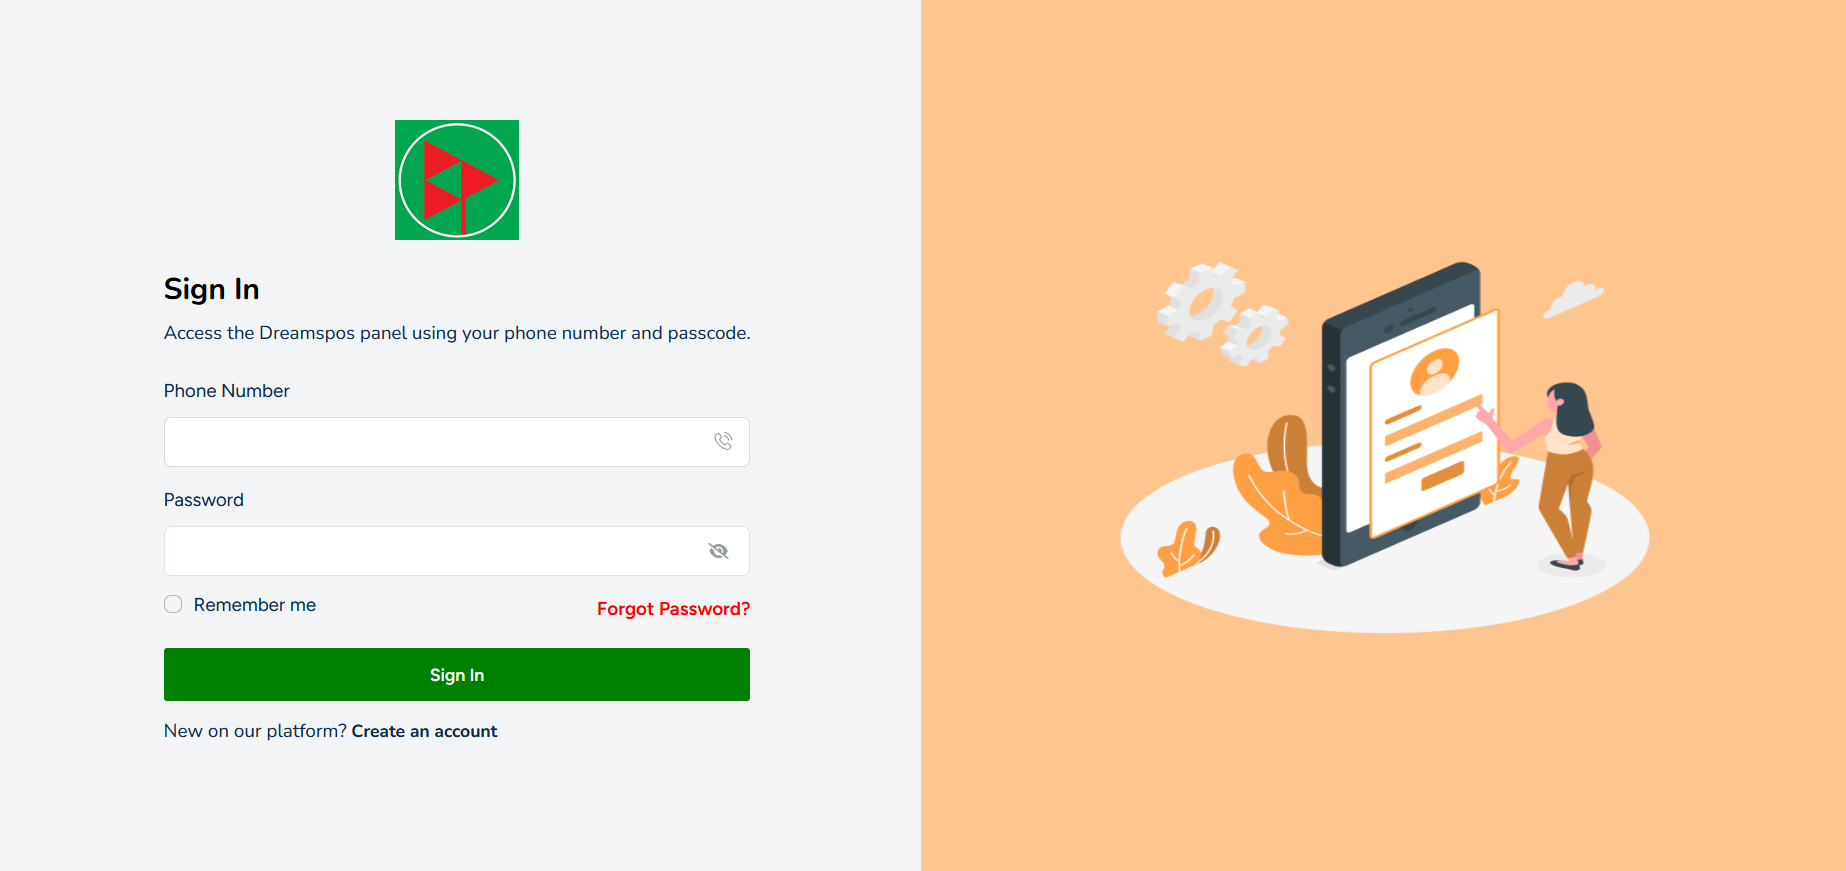 Sign In
Access the Dreamspos panel using your phone number and passcode.
Phone Number
Password
Remember me
Forgot Password?
Sign In
New on our platform? Create an account